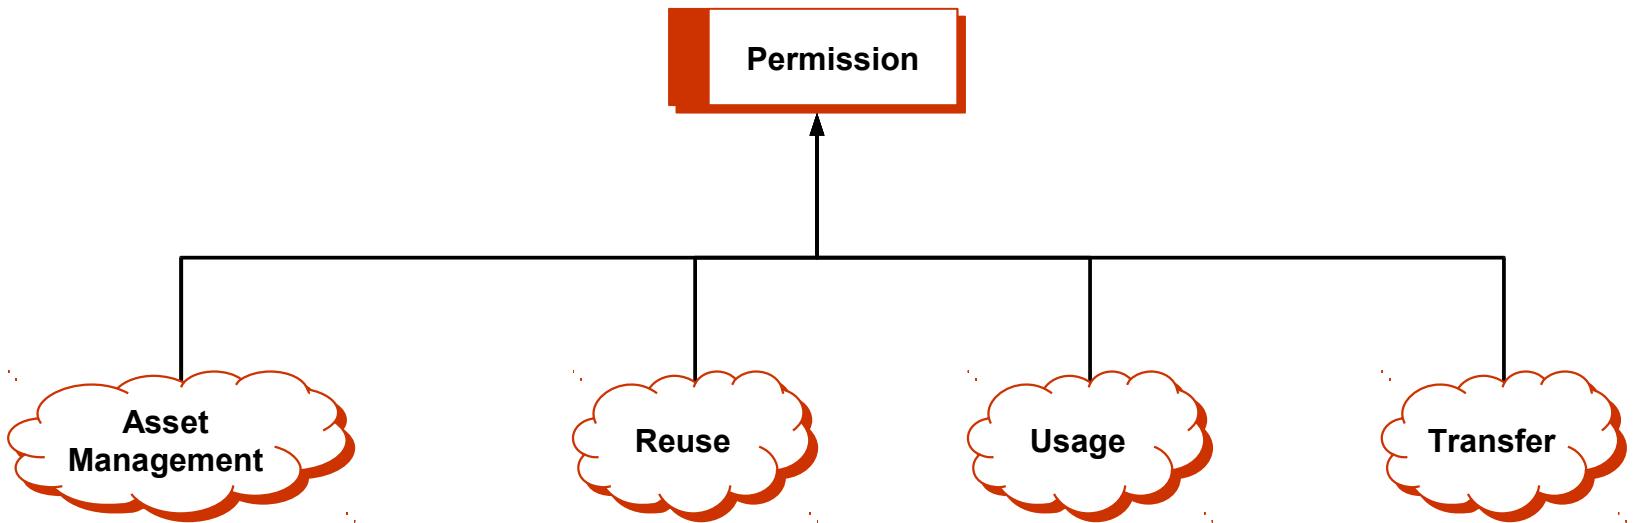 Permission
Asset
Management
Reuse
Usage
Transfer